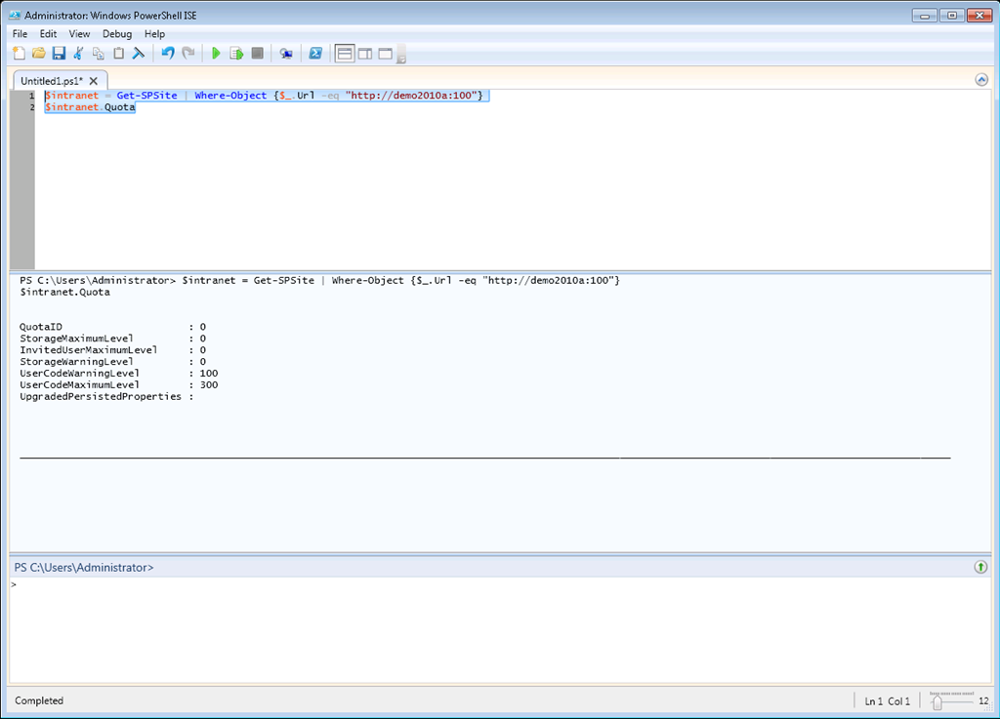 Administrator: Windows PowerShell ISE
File Edit View Debug Help
Untitled1.ps1* X
1 $intranet = Get-SPSite | Where-Object {$_.Url -eq "http://demo2010a:100"}
2 $intranet.Quota
PS C:\Users\Administrator> $intranet = Get-SPSite | Where-Object {$_.Url -eq "http://demo2010a:100"}
$intranet.Quota
QuotaID : 0
StorageMaximumLevel : 0
InvitedUserMaximumLevel : 0
StorageWarningLevel : 0
UserCodeWarningLevel : 100
UserCodeMaximumLevel : 300
UpgradedPersistedProperties :
PS C:\Users\Administrator>
>
Completed Ln 1 Col 1 12